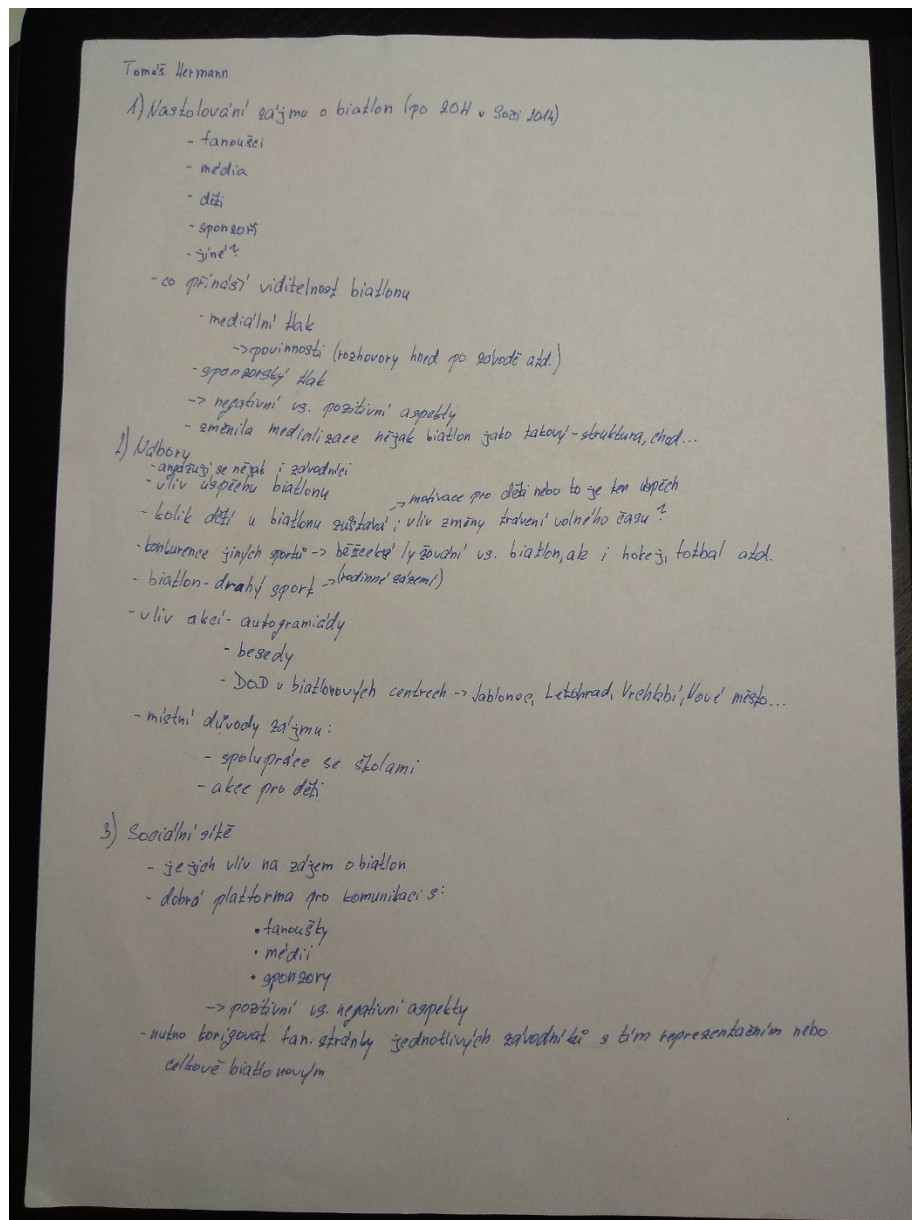 Tomáš Hermann
1) Nastolování zájmu o biatlon (po ZOH v Soči 2014)
- fanoušci
- média
- děti
- sponzoři
- jiné?
- co přináší viditelnost biatlonu
- mediální tlak
-> povinnosti (rozhovory hned po závodě atd.)
- sponzorský tlak
-> negativní vs. pozitivní aspekty
- změnila medializace nějak biatlon jako takový - struktura, chod...
2) Nábory
- angažují se nějak i závodníci
- vliv úspěchu biatlonu
-> motivace pro děti nebo to je ten úspěch
- kolik dětí u biatlonu zůstává; vliv změny trávení volného času?
- konkurence jiných sportů -> běžecké lyžování vs. biatlon, ale i hokej, fotbal atd.
- biatlon - drahý sport -> (rodinné zázemí)
- vliv akcí - autogramiády
- besedy
- DOD v biatlonových centrech -> Jablonec, Letohrad, Vrchlabí, Nové město...
- místní důvody zájmu:
- spolupráce se školami
- akce pro děti
3) Sociální sítě
- jejich vliv na zájem o biatlon
- dobrá platforma pro komunikaci s:
• fanoušky
• médii
• sponzory
-> pozitivní vs. negativní aspekty
- nutno korigovat fan. stránky jednotlivých závodníků s tím reprezentačním nebo
celkově biatlonovým